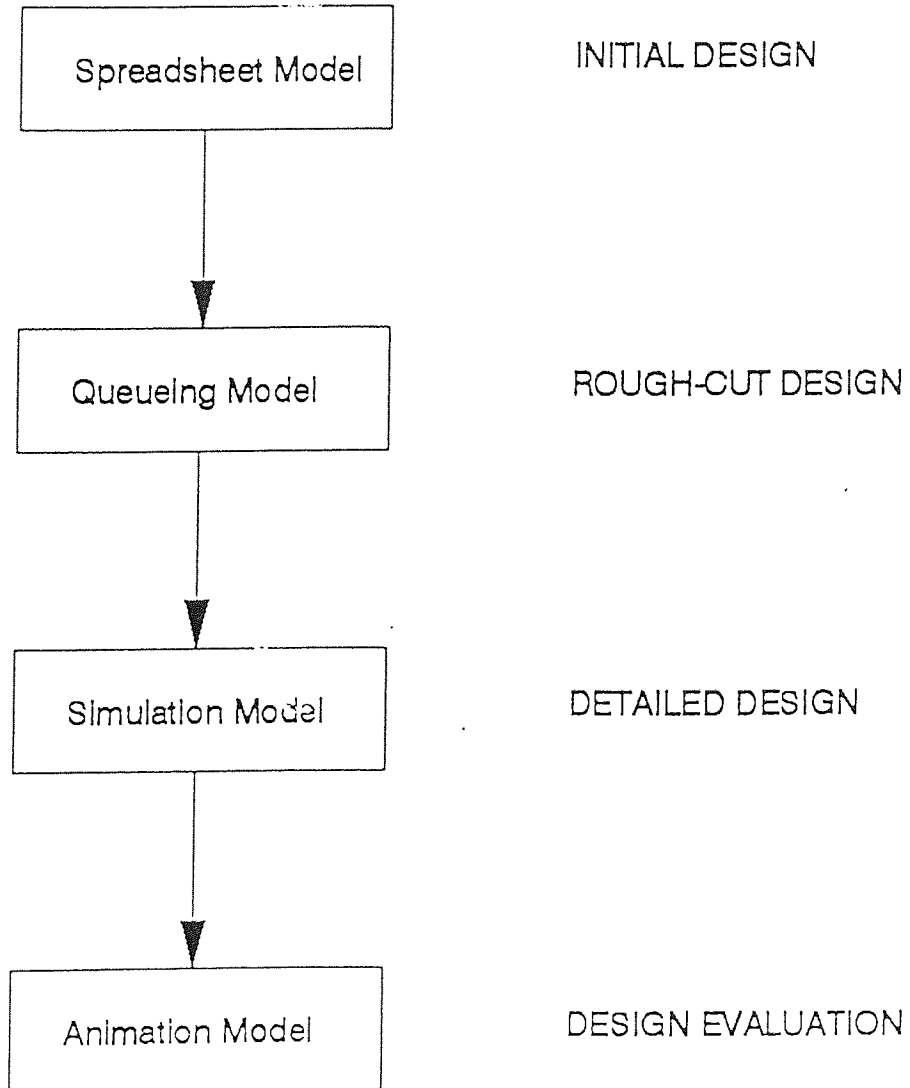 Spreadsheet Model
INITIAL DESIGN
Queueing Model
ROUGH-CUT DESIGN
Simulation Model
DETAILED DESIGN
Animation Model
DESIGN EVALUATION